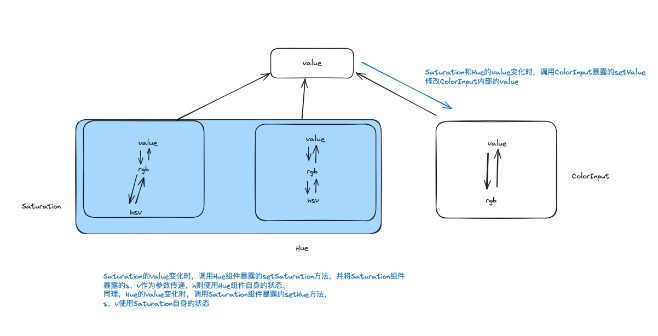 value
Saturation和Hue的value变化时，调用ColorInput暴露的setValue
修改ColorInput内部的value
value
rgb
hsv
value
rgb
hsv
value
rgb
Saturation
ColorInput
Hue
Saturation的value变化时，调用Hue组件暴露的setSaturation方法，并将Saturation组件
暴露的s、v作为参数传递，h则使用Hue组件自身的状态。
同理，Hue的value变化时，调用Saturation组件暴露的setHue方法，
s、v使用Saturation自身的状态